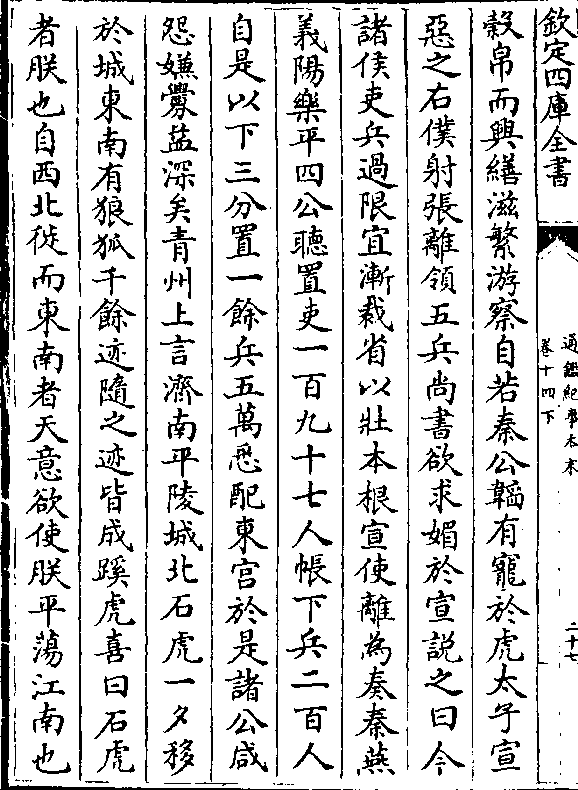 欽定四庫全書
通鑑紀事本末
卷十四下
二十七
穀帛而興繕滋繁游察自若秦公韜有寵於虎太子宣
惡之右僕射張離領五兵尚書欲求媚於宣説之曰今
諸侯吏兵過限宜漸裁省以壯本根宣使離為奏秦燕
義陽樂平四公聽置吏一百九十七人帳下兵二百人
自是以下三分置一餘兵五萬悉配東宮於是諸公咸
怨嫌釁益深矣青州上言濟南平陵城北石虎一夕移
於城東南有狼狐千餘迹隨之迹皆成蹊虎喜曰石虎
者朕也自西北徙而東南者天意欲使朕平蕩江南也